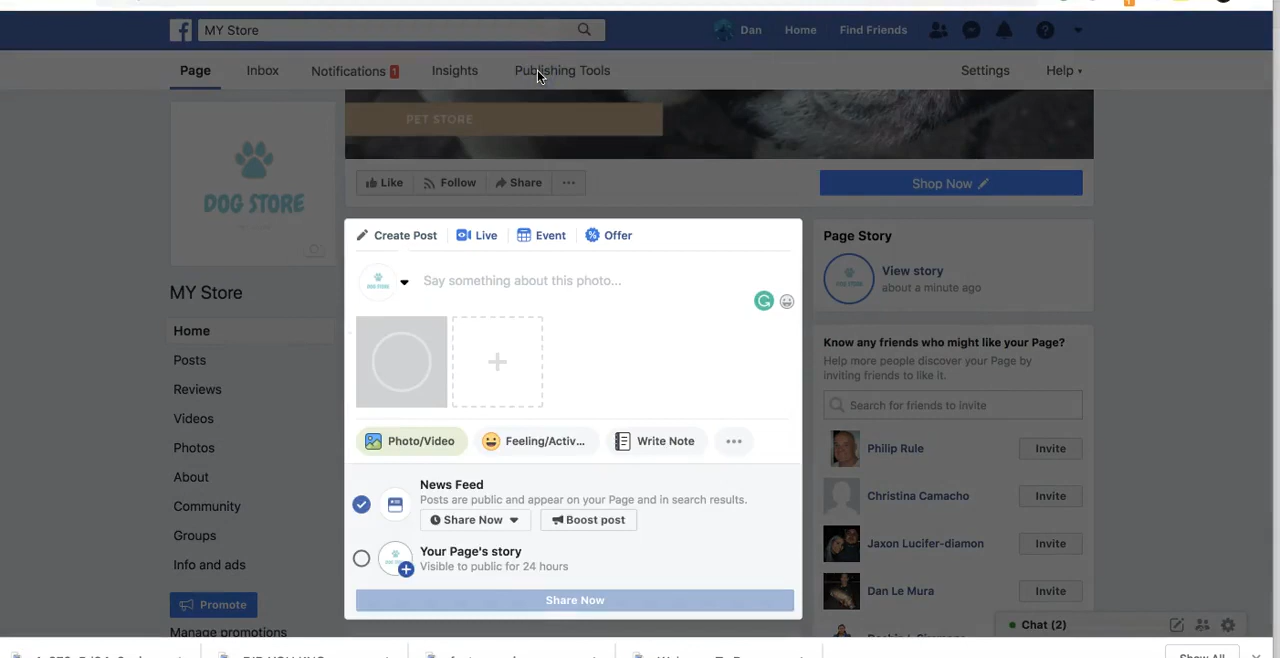 MY Store
Dan
Home
Find Friends
Page
Inbox
Notifications 1
Insights
Publishing Tools
Settings
Help
PET STORE
DOG STORE
Like
Follow
Share
Shop Now
Create Post
Live
Event
Offer
Say something about this photo...
Photo/Video
Feeling/Activ...
Write Note
News Feed
Posts are public and appear on your Page and in search results.
Share Now
Boost post
Your Page's story
Visible to public for 24 hours
Share Now
MY Store
Home
Posts
Reviews
Videos
Photos
About
Community
Groups
Info and ads
Promote
Manage promotions
Page Story
View story
about a minute ago
Know any friends who might like your Page?
Help more people discover your Page by
inviting friends to like it.
Search for friends to invite
Philip Rule
Invite
Christina Camacho
Invite
Jaxon Lucifer-diamon
Invite
Dan Le Mura
Invite
Chat (2)
Show All